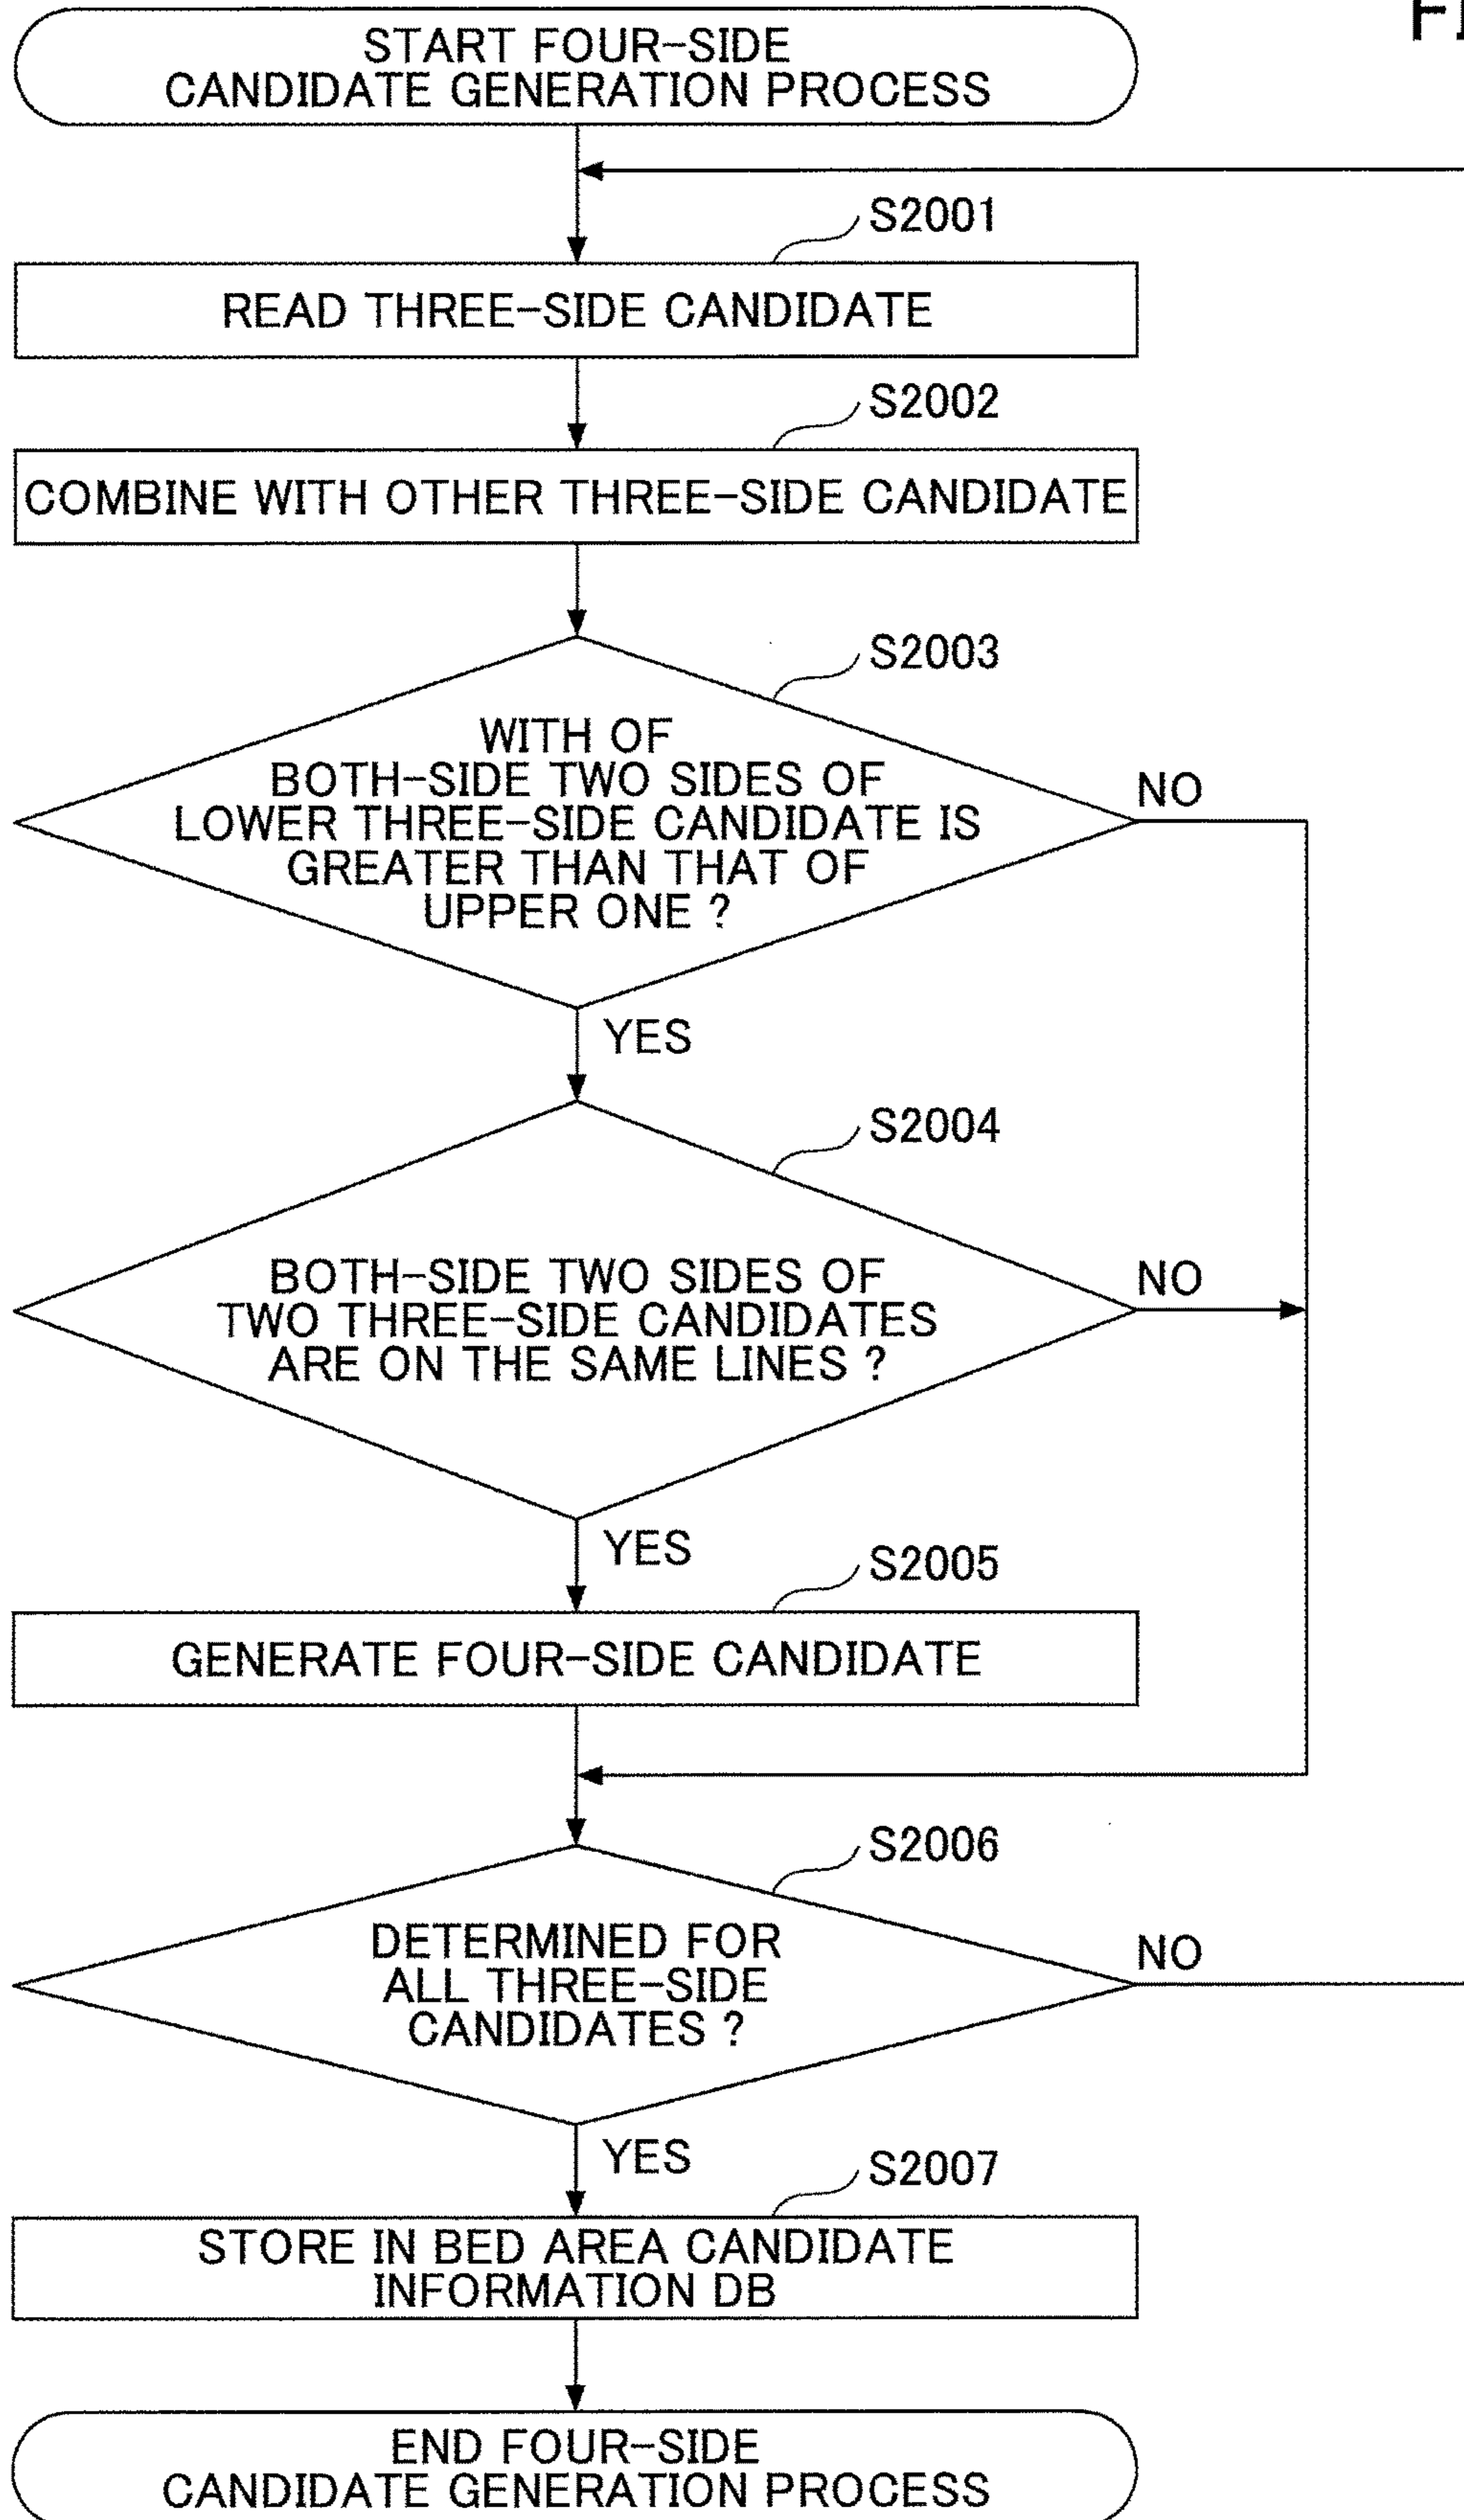 START FOUR-SIDE
CANDIDATE GENERATION PROCESS
S2001
READ THREE-SIDE CANDIDATE
S2002
COMBINE WITH OTHER THREE-SIDE CANDIDATE
S2003
WITH OF
BOTH-SIDE TWO SIDES OF
LOWER THREE-SIDE CANDIDATE IS
GREATER THAN THAT OF
UPPER ONE ?
NO
YES
S2004
BOTH-SIDE TWO SIDES OF
TWO THREE-SIDE CANDIDATES
ARE ON THE SAME LINES ?
NO
YES
S2005
GENERATE FOUR-SIDE CANDIDATE
S2006
DETERMINED FOR
ALL THREE-SIDE
CANDIDATES ?
NO
YES
S2007
STORE IN BED AREA CANDIDATE
INFORMATION DB
END FOUR-SIDE
CANDIDATE GENERATION PROCESS